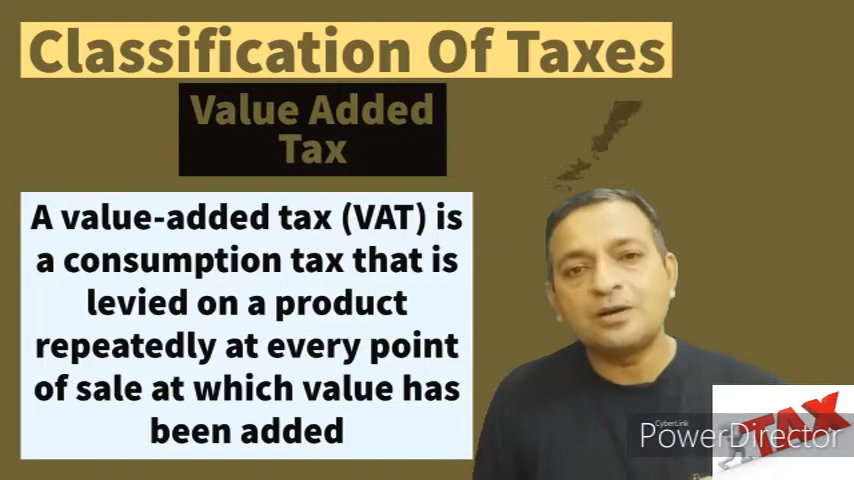 Classification Of Taxes
Value Added
Tax
A value-added tax (VAT) is
a consumption tax that is
levied on a product
repeatedly at every point
of sale at which value has
been added
TAX
CyberLink
PowerDirector